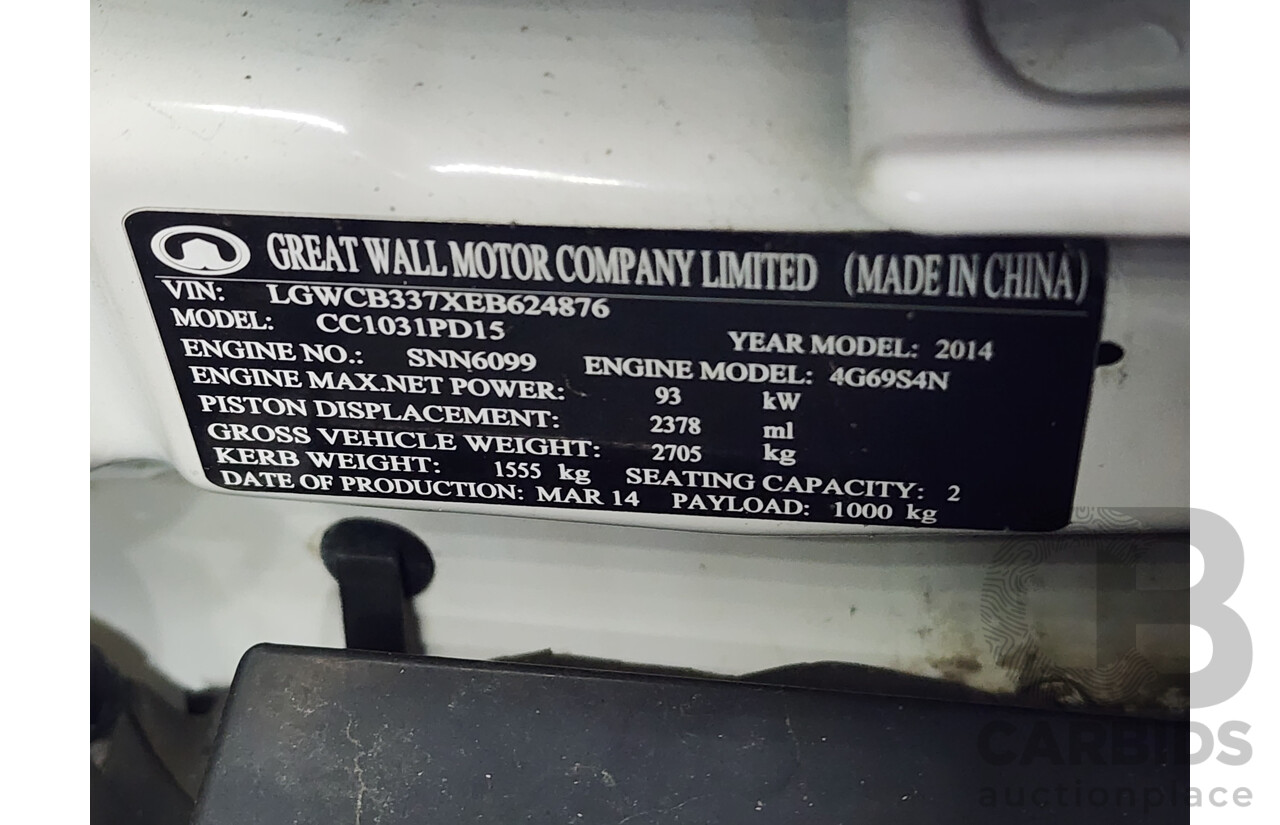 GREAT WALL MOTOR COMPANY LIMITED (MADE IN CHINA)
VIN: LGWCB337XEB624876
MODEL: CC1031PD15 YEAR MODEL: 2014
ENGINE NO.: SNN6099 ENGINE MODEL: 4G69S4N
ENGINE MAX.NET POWER: 93 kW
PISTON DISPLACEMENT: 2378 ml
GROSS VEHICLE WEIGHT: 2705 kg
KERB WEIGHT: 1555 kg SEATING CAPACITY: 2
DATE OF PRODUCTION: MAR 14 PAYLOAD: 1000 kg
CB
CARBIDS
auctionplace